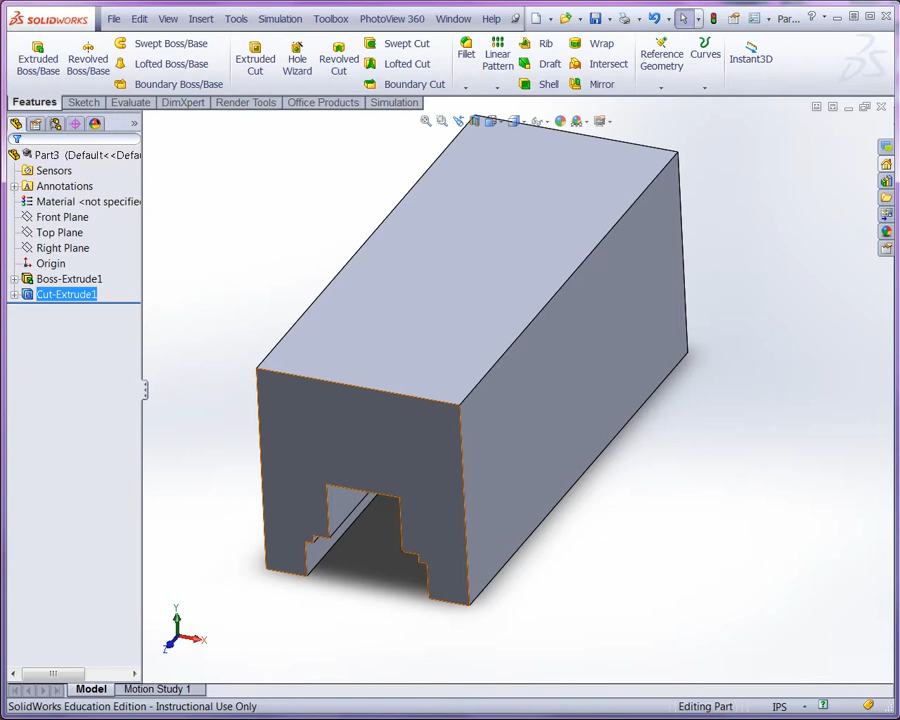 SOLIDWORKS File Edit View Insert Tools Simulation Toolbox PhotoView 360 Window Help Par... ?
Extruded Boss/Base
Revolved Boss/Base
Swept Boss/Base
Lofted Boss/Base
Boundary Boss/Base
Extruded Cut
Hole Wizard
Revolved Cut
Swept Cut
Lofted Cut
Boundary Cut
Fillet
Linear Pattern
Rib
Draft
Shell
Wrap
Intersect
Mirror
Reference Geometry
Curves
Instant3D
Features Sketch Evaluate DimXpert Render Tools Office Products Simulation
»
Part3 (Default<<Defau
Sensors
Annotations
Material <not specified
Front Plane
Top Plane
Right Plane
Origin
Boss-Extrude1
Cut-Extrude1
Y
X
Z
Model Motion Study 1
SolidWorks Education Edition - Instructional Use Only Editing Part IPS ?